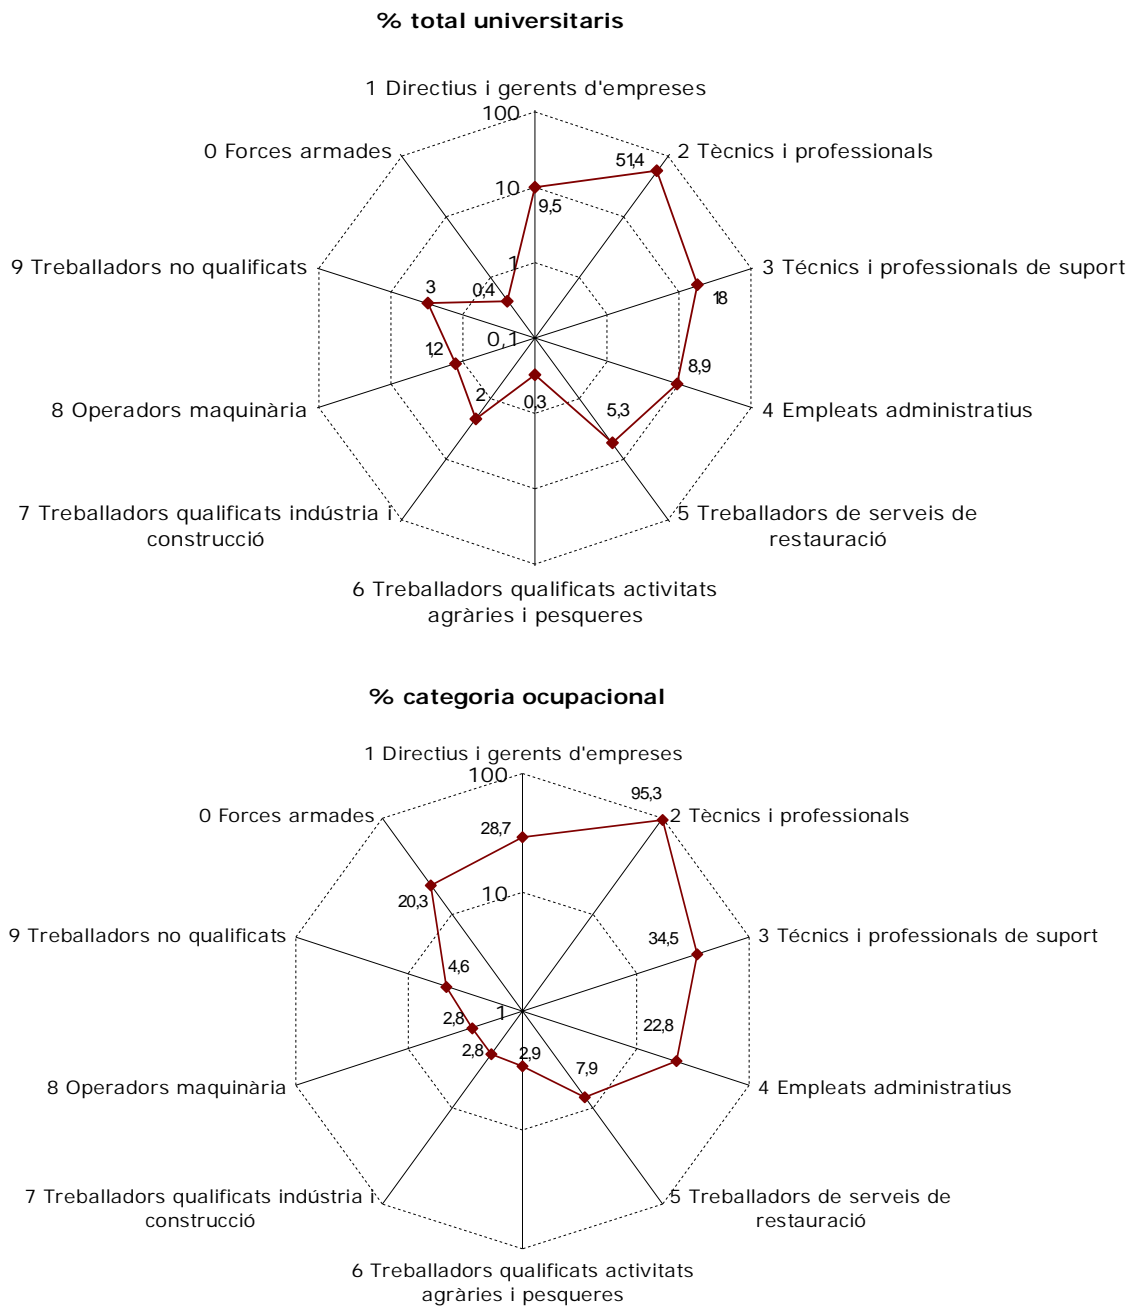 % total universitaris
1 Directius i gerents d'empreses
100
0 Forces armades
51,4
2 Tècnics i professionals
10
9,5
9 Treballadors no qualificats
1
3 Técnics i professionals de suport
3
0,4
18
0,1
1,2
8,9
8 Operadors maquinària
2
0,3
5,3
4 Empleats administratius
7 Treballadors qualificats indústria i
construcció
5 Treballadors de serveis de
restauració
6 Treballadors qualificats activitats
agràries i pesqueres
% categoria ocupacional
1 Directius i gerents d'empreses
100
95,3
0 Forces armades
28,7
2 Tècnics i professionals
10
20,3
9 Treballadors no qualificats
34,5
3 Técnics i professionals de suport
4,6
1
2,8
22,8
2,8
2,9
7,9
8 Operadors maquinària
4 Empleats administratius
7 Treballadors qualificats indústria i
construcció
5 Treballadors de serveis de
restauració
6 Treballadors qualificats activitats
agràries i pesqueres